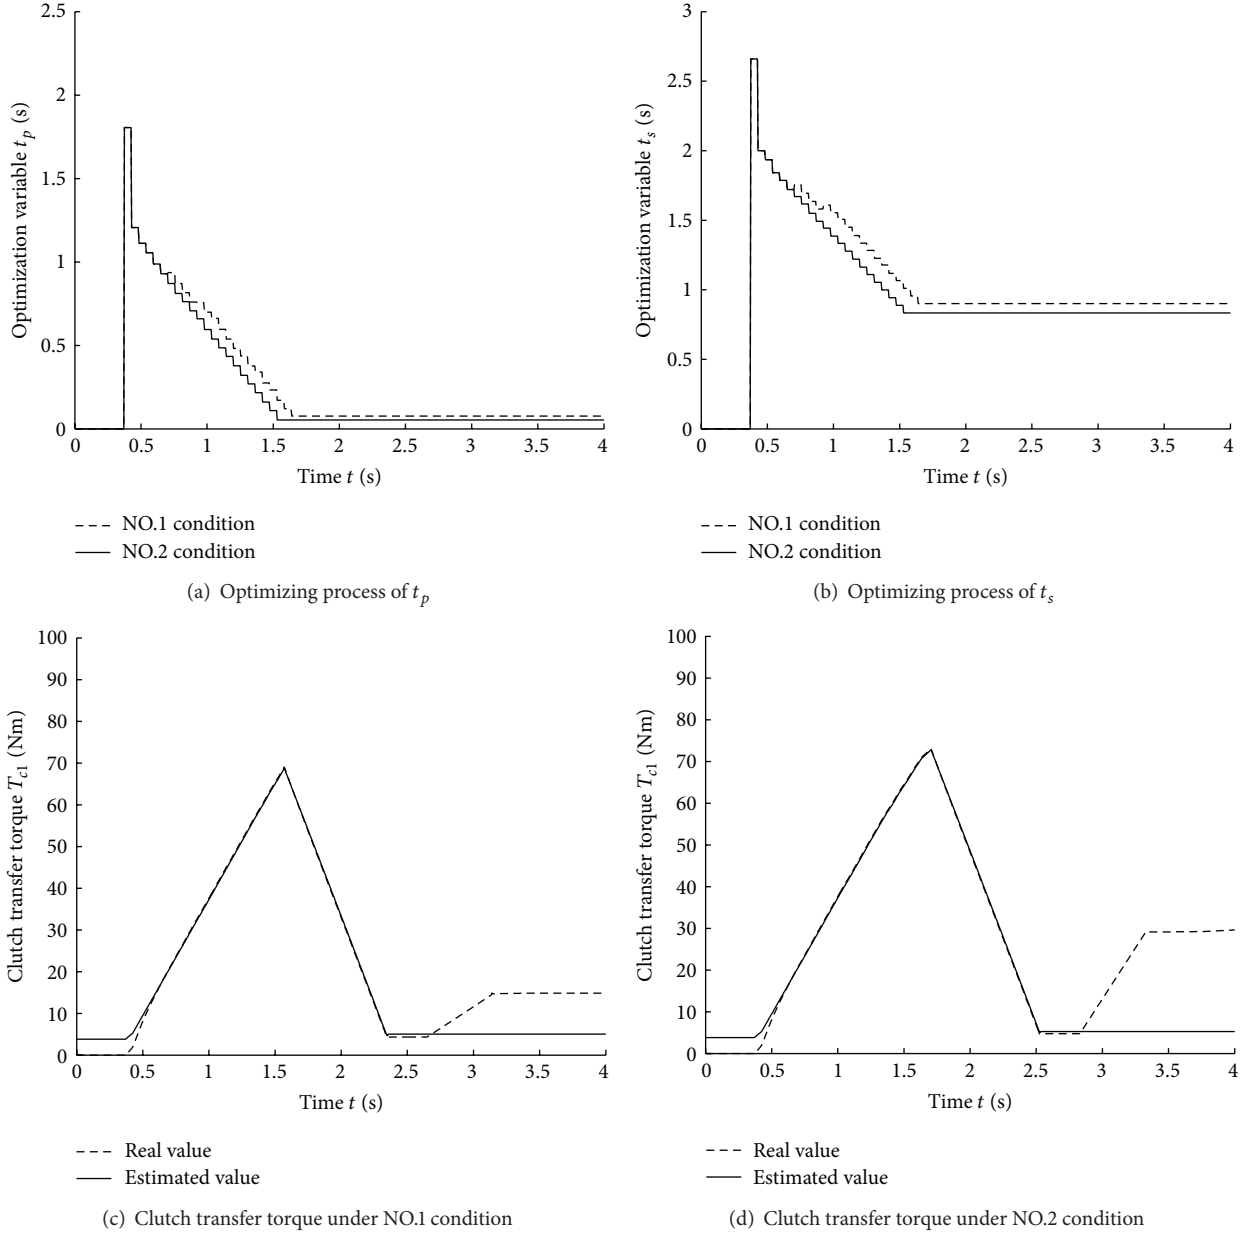 2.5
2
1.5
1
0.5
0
Optimization variable t_p (s)
0 0.5 1 1.5 2 2.5 3 3.5 4
Time t (s)
NO.1 condition
NO.2 condition
(a) Optimizing process of t_p
3
2.5
2
1.5
1
0.5
0
Optimization variable t_s (s)
0 0.5 1 1.5 2 2.5 3 3.5 4
Time t (s)
NO.1 condition
NO.2 condition
(b) Optimizing process of t_s
100
90
80
70
60
50
40
30
20
10
0
Clutch transfer torque T_c1 (Nm)
0 0.5 1 1.5 2 2.5 3 3.5 4
Time t (s)
Real value
Estimated value
(c) Clutch transfer torque under NO.1 condition
100
90
80
70
60
50
40
30
20
10
0
Clutch transfer torque T_c1 (Nm)
0 0.5 1 1.5 2 2.5 3 3.5 4
Time t (s)
Real value
Estimated value
(d) Clutch transfer torque under NO.2 condition